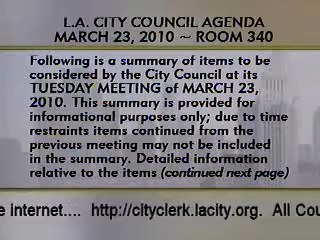 L.A. CITY COUNCIL AGENDA
MARCH 23, 2010 ~ ROOM 340
Following is a summary of items to be
considered by the City Council at its
TUESDAY MEETING of MARCH 23,
2010. This summary is provided for
informational purposes only; due to time
restraints items continued from the
previous meeting may not be included
in the summary. Detailed information
relative to the items (continued next page)
e internet.... http://cityclerk.lacity.org. All Cou